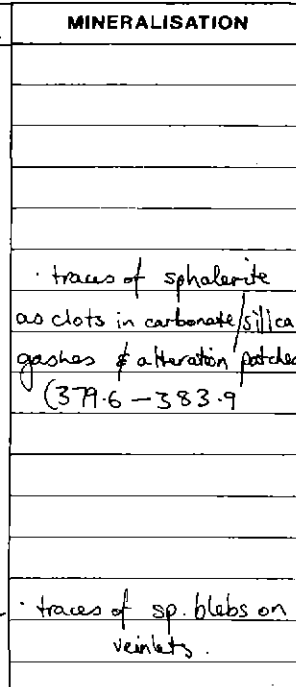 MINERALISATION
· traces of sphalerite
as clots in carbonate/silica
gashes & alteration patches
(379.6 – 383.9
· traces of sp. blebs on
veinlets.